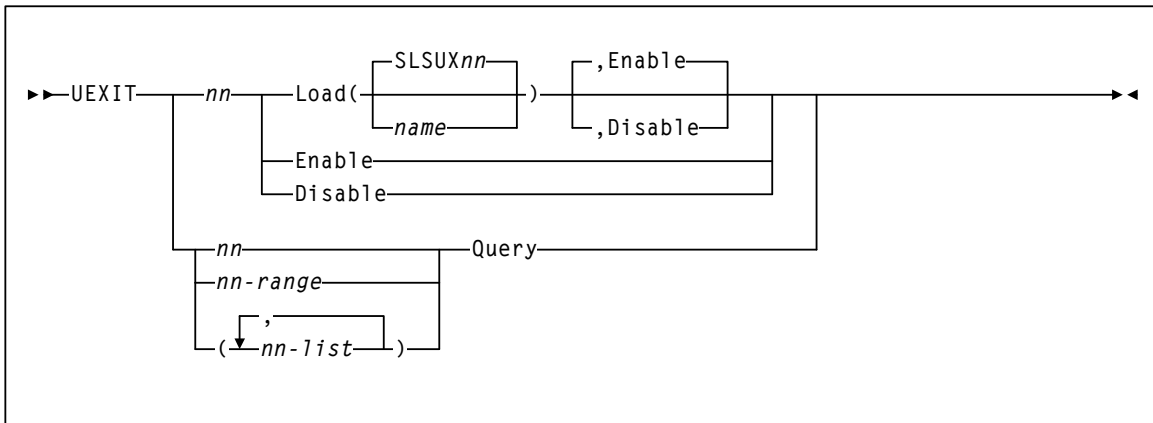 SLSUXnn ,Enable
UEXIT nn Load( )
name ,Disable
Enable
Disable
nn Query
nn-range
,
( nn-list )